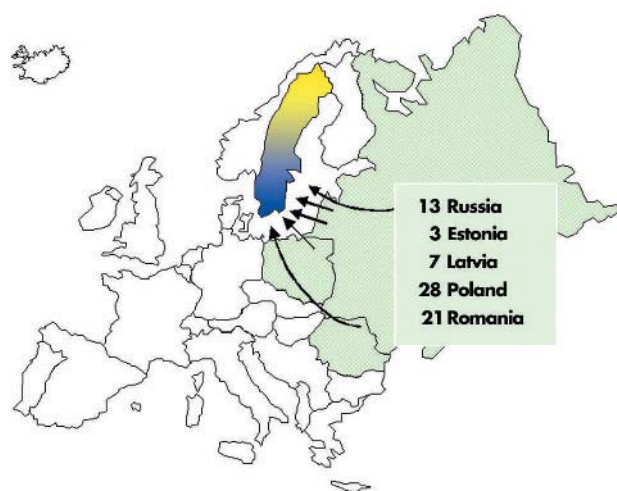 13 Russia
3 Estonia
7 Latvia
28 Poland
21 Romania